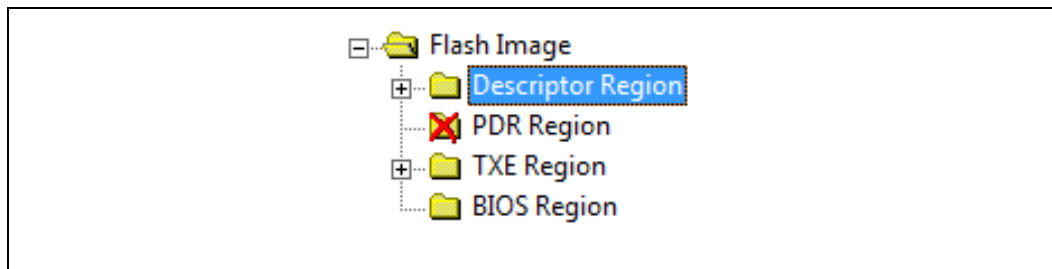 Flash Image
Descriptor Region
PDR Region
TXE Region
BIOS Region